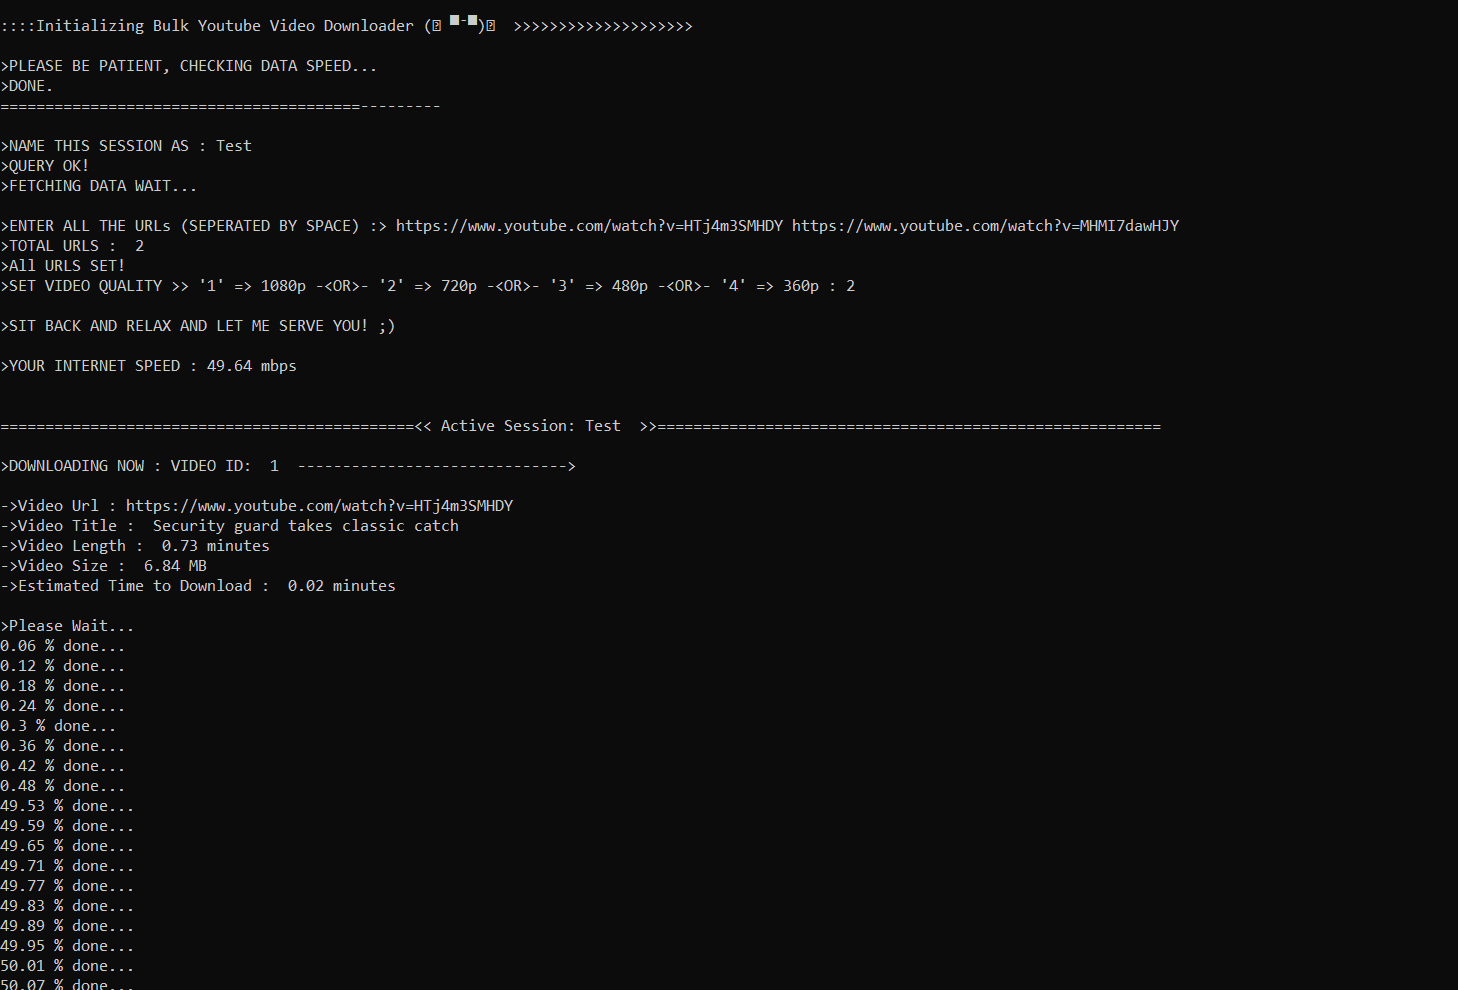 ::::Initializing Bulk Youtube Video Downloader (⍰ ▀-▀)⍰  >>>>>>>>>>>>>>>>>>>>
>PLEASE BE PATIENT, CHECKING DATA SPEED...
>DONE.
========================================---------
>NAME THIS SESSION AS : Test
>QUERY OK!
>FETCHING DATA WAIT...
>ENTER ALL THE URLs (SEPERATED BY SPACE) :> https://www.youtube.com/watch?v=HTj4m3SMHDY https://www.youtube.com/watch?v=MHMI7dawHJY
>TOTAL URLS :  2
>All URLS SET!
>SET VIDEO QUALITY >> '1' => 1080p -<OR>- '2' => 720p -<OR>- '3' => 480p -<OR>- '4' => 360p : 2
>SIT BACK AND RELAX AND LET ME SERVE YOU! ;)
>YOUR INTERNET SPEED : 49.64 mbps
==============================================<< Active Session: Test  >>========================================================
>DOWNLOADING NOW : VIDEO ID:  1  ------------------------------>
->Video Url : https://www.youtube.com/watch?v=HTj4m3SMHDY
->Video Title :  Security guard takes classic catch
->Video Length :  0.73 minutes
->Video Size :  6.84 MB
->Estimated Time to Download :  0.02 minutes
>Please Wait...
0.06 % done...
0.12 % done...
0.18 % done...
0.24 % done...
0.3 % done...
0.36 % done...
0.42 % done...
0.48 % done...
49.53 % done...
49.59 % done...
49.65 % done...
49.71 % done...
49.77 % done...
49.83 % done...
49.89 % done...
49.95 % done...
50.01 % done...
50.07 % done...